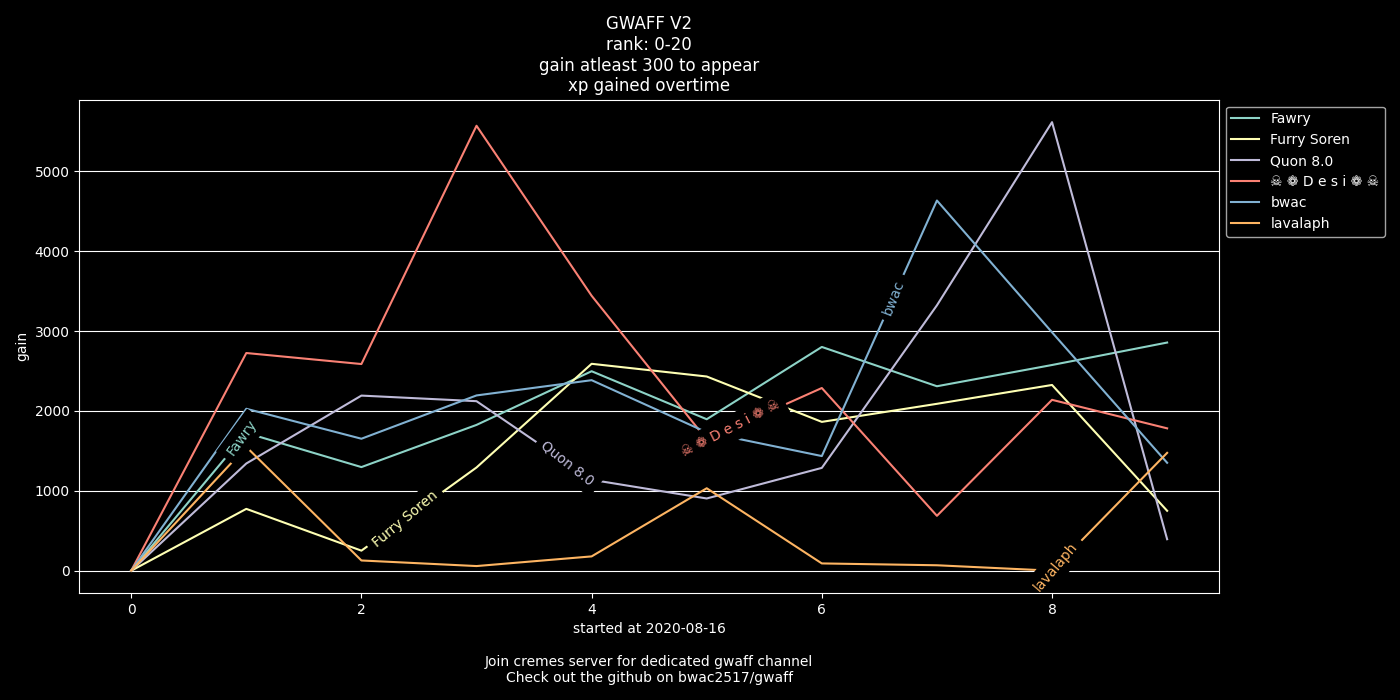 GWAFF V2
rank: 0-20
gain atleast 300 to appear
xp gained overtime
Fawry
Furry Soren
Quon 8.0
☠ ❁ D e s i ❁ ☠
bwac
lavalaph
gain
5000
4000
3000
2000
1000
0
Fawry
Furry Soren
Quon 8.0
☠ ❁ D e s i ❁ ☠
bwac
lavalaph
0 2 4 6 8
started at 2020-08-16
Join cremes server for dedicated gwaff channel
Check out the github on bwac2517/gwaff